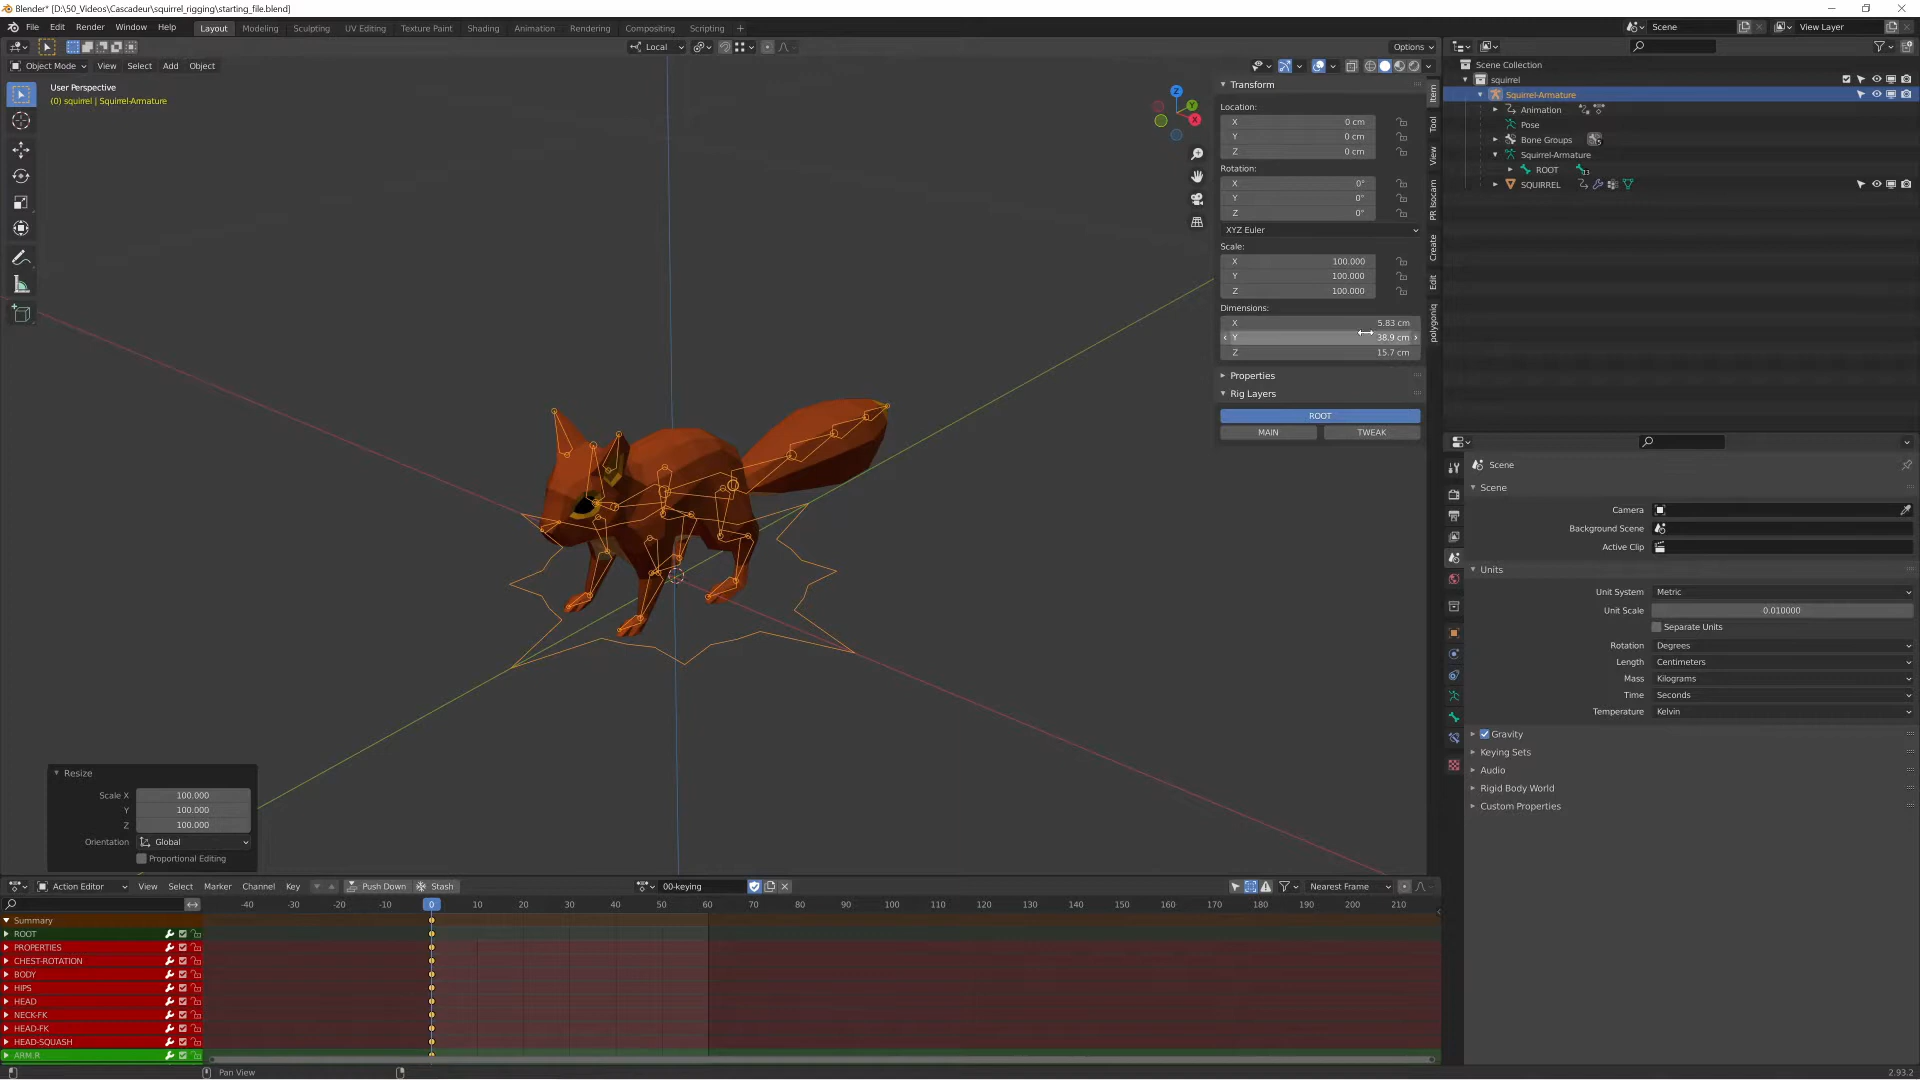 Blender* [D:\50_Videos\Cascadeur\squirrel_rigging\starting_file.blend]
File Edit Render Window Help Layout Modeling Sculpting UV Editing Texture Paint Shading Animation Rendering Compositing Scripting + Scene View Layer
Local Options
Object Mode View Select Add Object
User Perspective
(0) squirrel | Squirrel-Armature
Z
Y
X
Transform
Location:
X 0 cm
Y 0 cm
Z 0 cm
Rotation:
X 0°
Y 0°
Z 0°
XYZ Euler
Scale:
X 100.000
Y 100.000
Z 100.000
Dimensions:
X 5.83 cm
Y 38.9 cm
Z 15.7 cm
Properties
Rig Layers
ROOT
MAIN TWEAK
Item
Tool
View
PR Isocam
Create
Edit
polygoniq
Scene Collection
squirrel
Squirrel-Armature
Animation
Pose
Bone Groups 5
Squirrel-Armature
ROOT 13
SQUIRREL
Scene
Scene
Camera
Background Scene
Active Clip
Units
Unit System Metric
Unit Scale 0.010000
Separate Units
Rotation Degrees
Length Centimeters
Mass Kilograms
Time Seconds
Temperature Kelvin
Gravity
Keying Sets
Audio
Rigid Body World
Custom Properties
Resize
Scale X 100.000
Y 100.000
Z 100.000
Orientation Global
Proportional Editing
Action Editor View Select Marker Channel Key Push Down Stash 00-keying Nearest Frame
-40 -30 -20 -10 0 10 20 30 40 50 60 70 80 90 100 110 120 130 140 150 160 170 180 190 200 210
Summary
ROOT
PROPERTIES
CHEST-ROTATION
BODY
HIPS
HEAD
NECK-FK
HEAD-FK
HEAD-SQUASH
ARM.R
Pan View
2.93.2